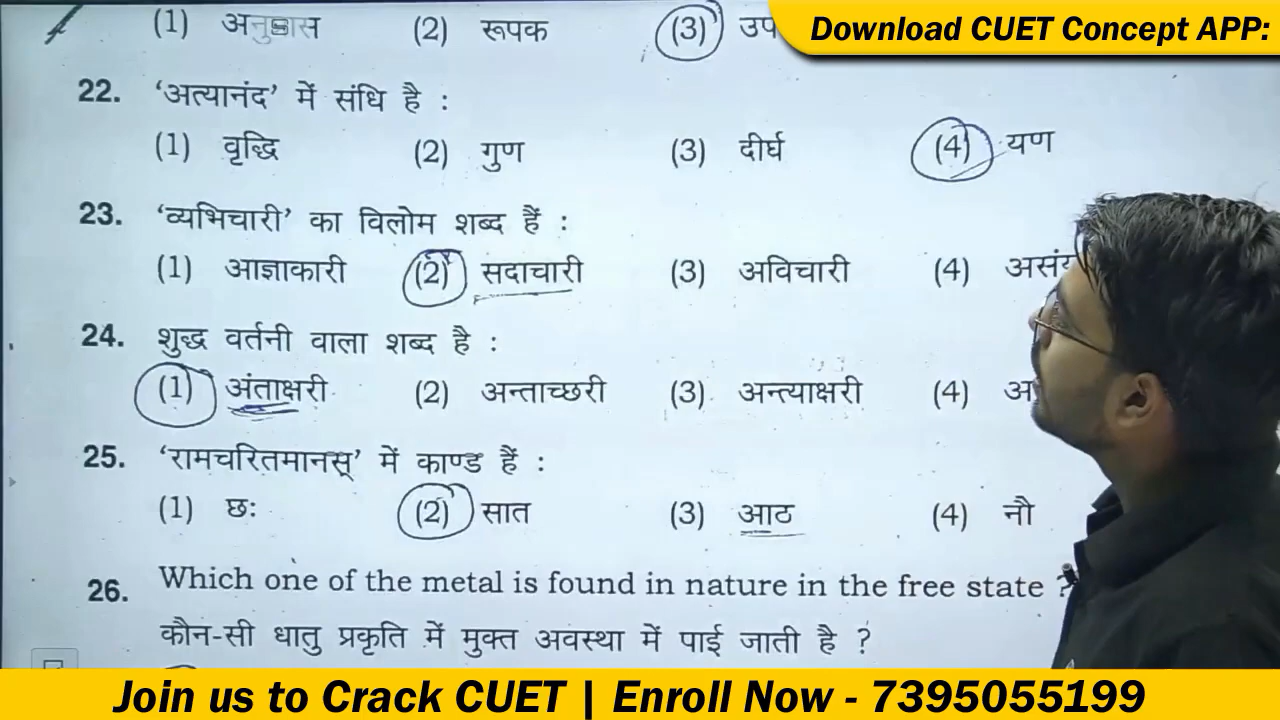 Download CUET Concept APP:
(1) (2) रूपक (3)
22. ‘अत्यानंद’ में संधि है :
(1) वृद्धि (2) गुण (3) दीर्घ (4) यण
23. ‘व्यभिचारी’ का विलोम शब्द हैं :
(1) आज्ञाकारी (2) सदाचारी (3) अविचारी (4)
24. शुद्ध वर्तनी वाला शब्द है :
(1) अंताक्षरी (2) अन्ताच्छरी (3) अन्त्याक्षरी (4)
25. ‘रामचरितमानस्’ में काण्ड हैं :
(1) छः (2) सात (3) आठ (4) नौ
26. Which one of the metal is found in nature in the free state ?
कौन-सी धातु प्रकृति में मुक्त अवस्था में पाई जाती है ?
Join us to Crack CUET | Enroll Now - 7395055199